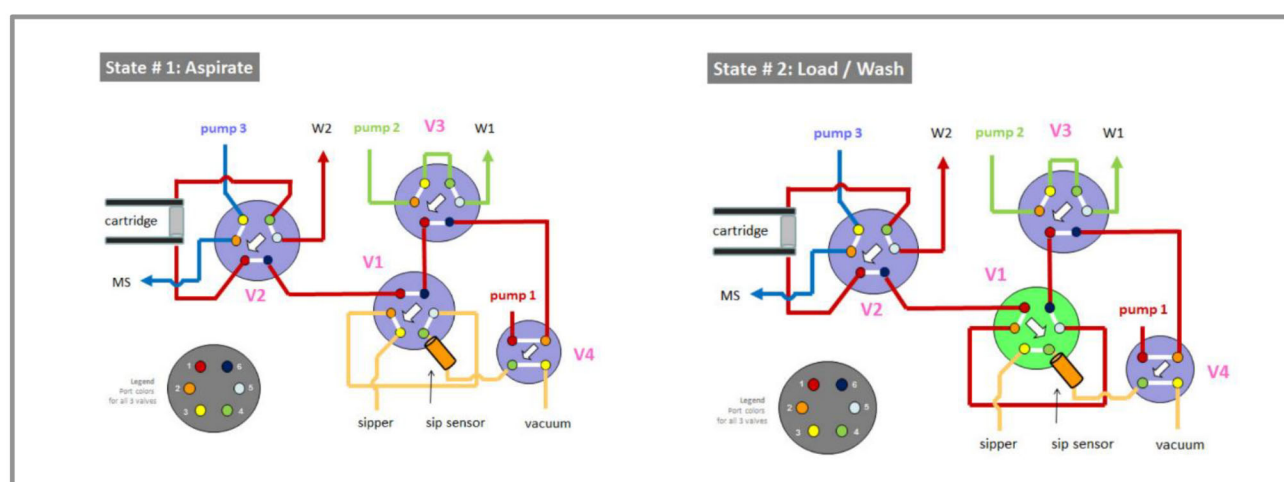 State # 1: Aspirate
pump 3
W2
pump 2
V3
W1
cartridge
MS
V2
V1
pump 1
V4
Legend
Port colors
for all 3 valves
1
6
2
5
3
4
sipper
sip sensor
vacuum
State # 2: Load / Wash
pump 3
W2
pump 2
V3
W1
cartridge
MS
V2
V1
pump 1
V4
Legend
Port colors
for all 3 valves
1
6
2
5
3
4
sipper
sip sensor
vacuum